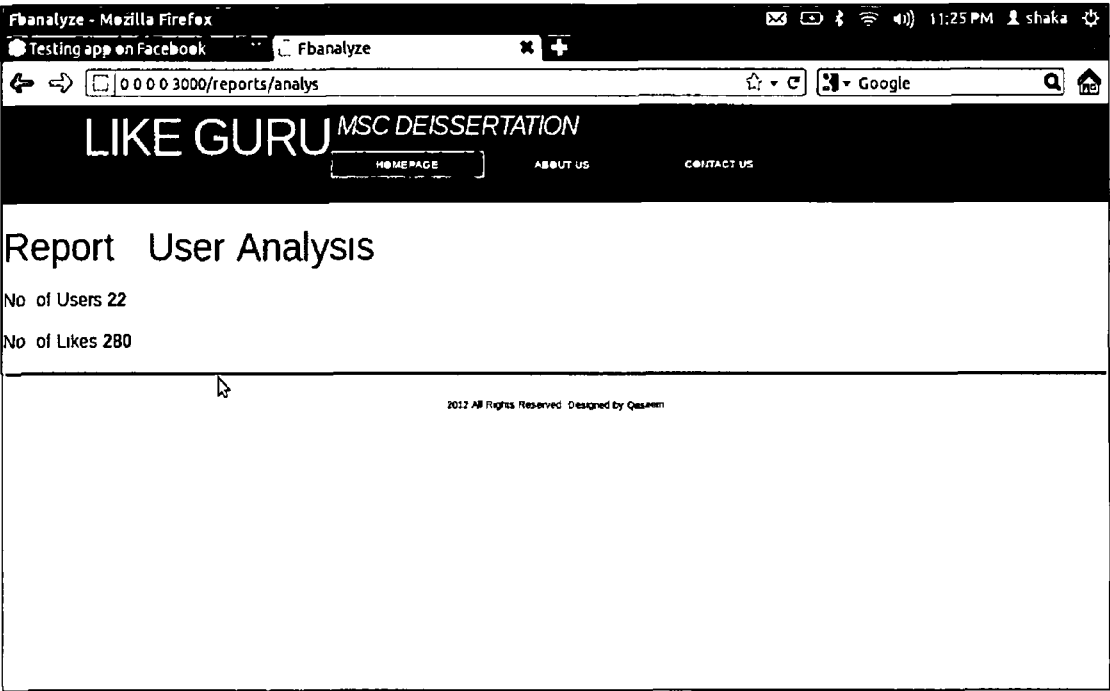 Fbanalyze - Mozilla Firefox 11:25 PM shaka
Testing app on Facebook Fbanalyze
0 0 0 0 3000/reports/analys Google
LIKE GURU MSC DEISSERTATION
HOMEPAGE ABOUT US CONTACT US
Report User Analysis
No of Users 22
No of Likes 280
2012 All Rights Reserved Designed by Qaseem